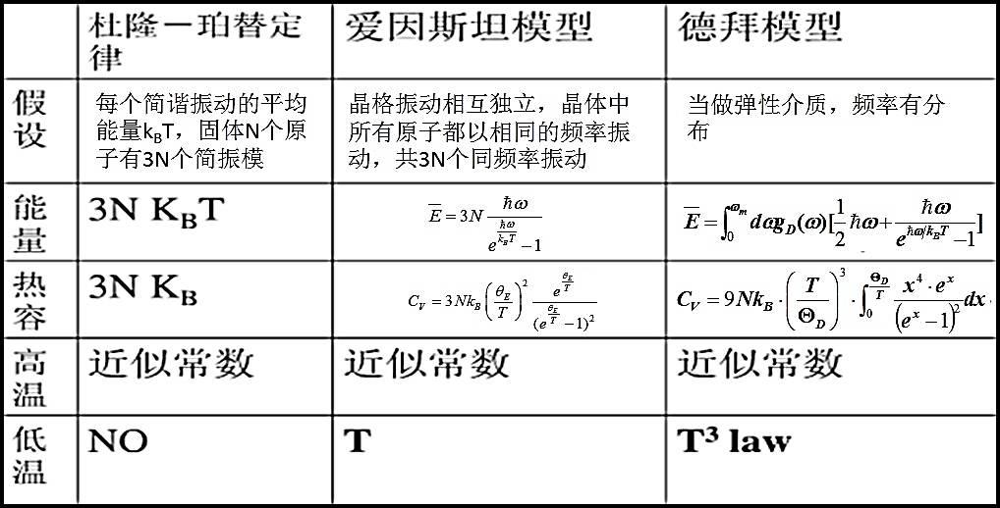 杜隆－珀替定律 爱因斯坦模型 德拜模型
假设
每个简谐振动的平均
能量k_BT，固体N个原
子有3N个简振模
晶格振动相互独立，晶体中
所有原子都以相同的频率振
动，共3N个同频率振动
当做弹性介质，频率有分
布
能量
3N K_BT
\overline{E}=3N\frac{\hbar\omega}{e^{\frac{\hbar\omega}{k_BT}}-1}
\overline{E}=\int_0^{\omega_m}d\omega g_D(\omega)[\frac{1}{2}\hbar\omega+\frac{\hbar\omega}{e^{\hbar\omega/k_BT}-1}]
热容
3N K_B
C_V=3Nk_B\left(\frac{\theta_E}{T}\right)^2\frac{e^{\frac{\theta_E}{T}}}{(e^{\frac{\theta_E}{T}}-1)^2}
C_V=9Nk_B\cdot\left(\frac{T}{\Theta_D}\right)^3\cdot\int_0^{\frac{\Theta_D}{T}}\frac{x^4\cdot e^x}{(e^x-1)^2}dx
高温 近似常数 近似常数 近似常数
低温 NO T T³ law